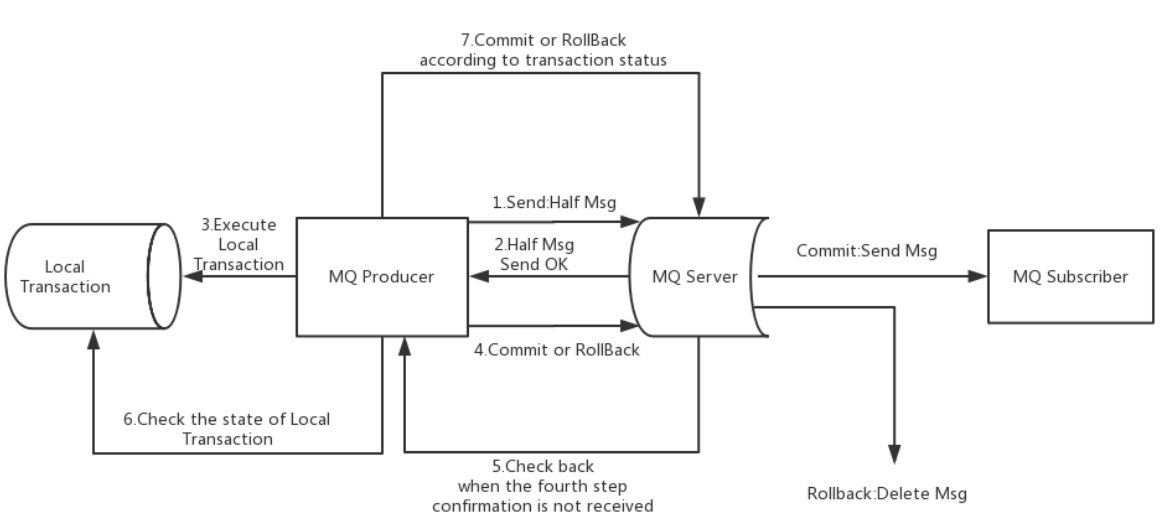 7.Commit or RollBack
according to transaction status
1.Send:Half Msg
3.Execute
Local
Transaction
2.Half Msg
Send OK
Local
Transaction
MQ Producer
MQ Server
Commit:Send Msg
MQ Subscriber
4.Commit or RollBack
6.Check the state of Local
Transaction
5.Check back
when the fourth step
confirmation is not received
Rollback:Delete Msg